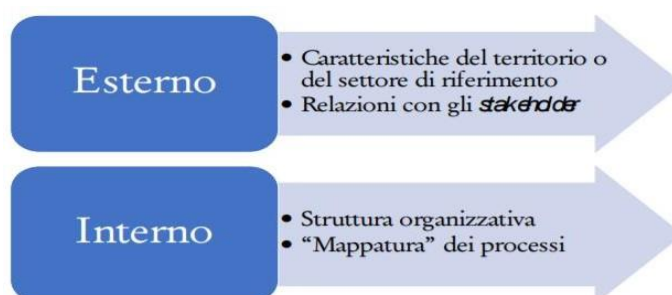 Esterno
• Caratteristiche del territorio o
del settore di riferimento
• Relazioni con gli stakeholder
Interno
• Struttura organizzativa
• “Mappatura” dei processi